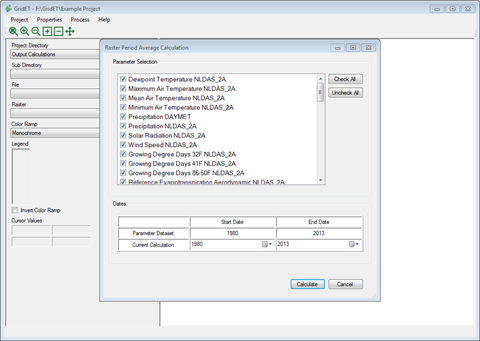 GridET - F:\GridET\Example Project
Project Properties Process Help
Project Directory
Output Calculations
Sub Directory
File
Raster
Color Ramp
Monochrome
Legend
Invert Color Ramp
Cursor Values
Raster Period Average Calculation
Parameter Selection
Dewpoint Temperature NLDAS_2A
Maximum Air Temperature NLDAS_2A
Mean Air Temperature NLDAS_2A
Minimum Air Temperature NLDAS_2A
Precipitation DAYMET
Precipitation NLDAS_2A
Solar Radiation NLDAS_2A
Wind Speed NLDAS_2A
Growing Degree Days 32F NLDAS_2A
Growing Degree Days 41F NLDAS_2A
Growing Degree Days 86-50F NLDAS_2A
Reference Evapotranspiration Aerodynamic NLDAS_2A
Check All
Uncheck All
Dates
Start Date End Date
Parameter Dataset 1980 2013
Current Calculation 1980 2013
Calculate Cancel